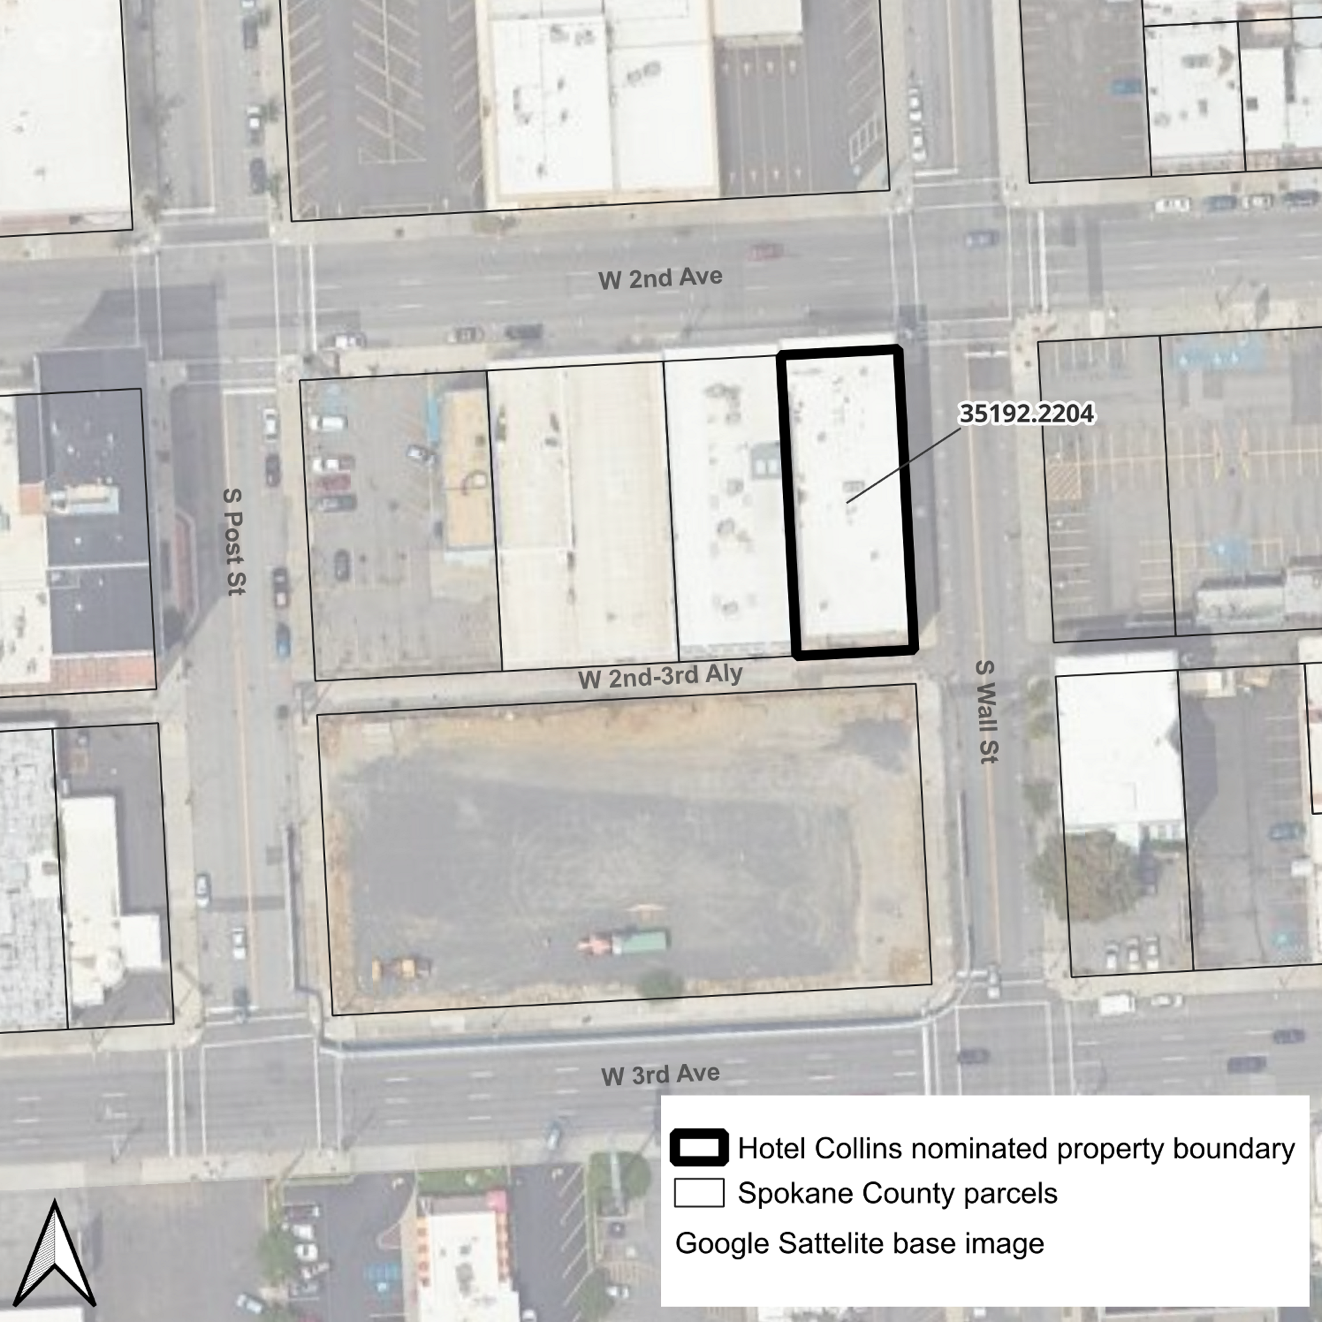 W 2nd Ave
35192.2204
S Post St
W 2nd-3rd Aly
S Wall St
W 3rd Ave
Hotel Collins nominated property boundary
Spokane County parcels
Google Sattelite base image